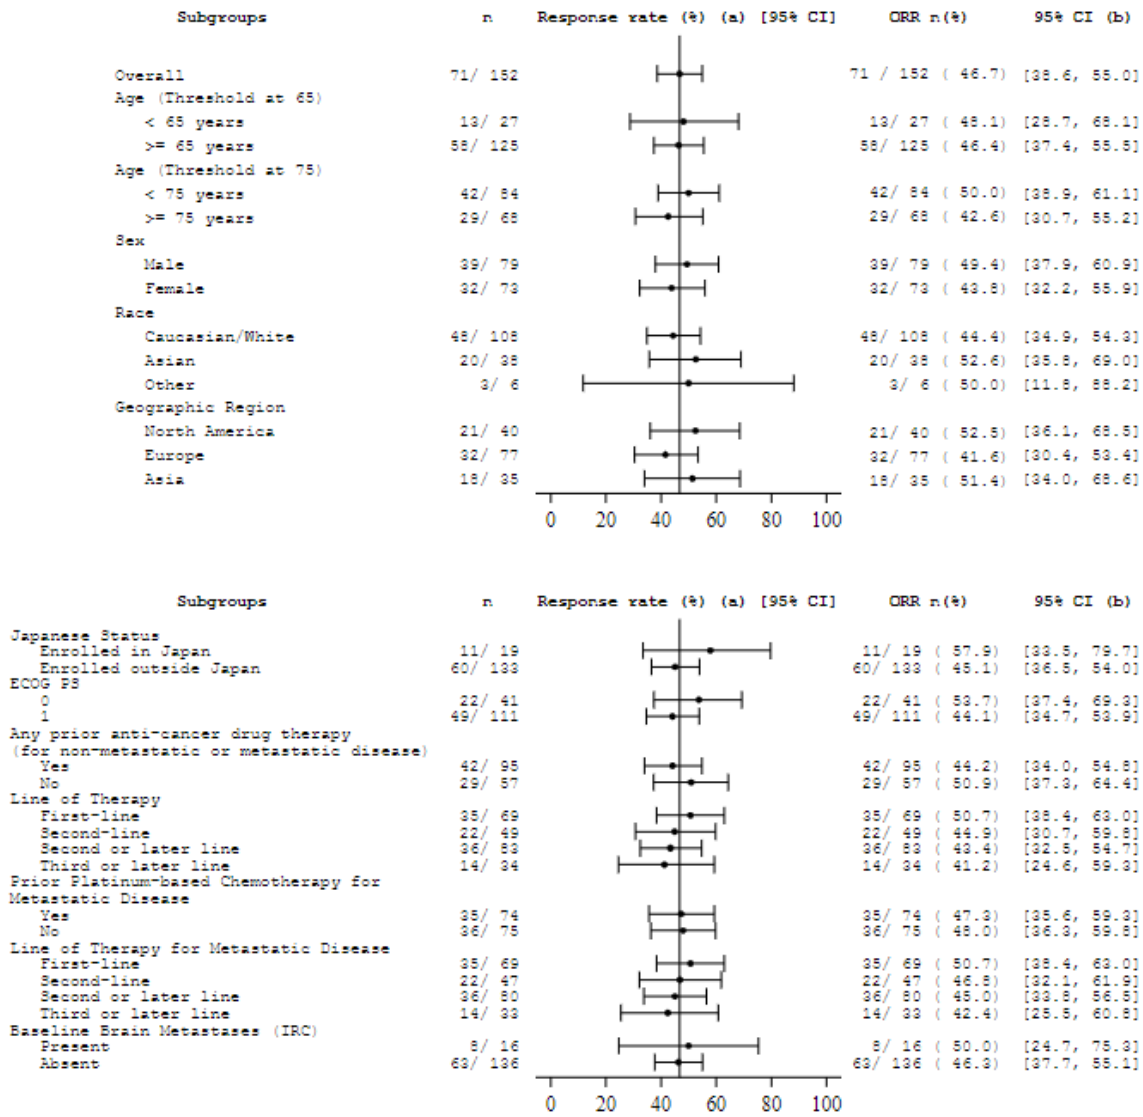 Subgroups n Response rate (%) (a) [95% CI] ORR n(%) 95% CI (b)
Overall 71/ 152 71 / 152 ( 46.7) [38.6, 55.0]
Age (Threshold at 65)
< 65 years 13/ 27 13/ 27 ( 48.1) [28.7, 68.1]
>= 65 years 58/ 125 58/ 125 ( 46.4) [37.4, 55.5]
Age (Threshold at 75)
< 75 years 42/ 84 42/ 84 ( 50.0) [38.9, 61.1]
>= 75 years 29/ 68 29/ 68 ( 42.6) [30.7, 55.2]
Sex
Male 39/ 79 39/ 79 ( 49.4) [37.9, 60.9]
Female 32/ 73 32/ 73 ( 43.8) [32.2, 55.9]
Race
Caucasian/White 48/ 108 48/ 108 ( 44.4) [34.9, 54.3]
Asian 20/ 38 20/ 38 ( 52.6) [35.8, 69.0]
Other 3/ 6 3/ 6 ( 50.0) [11.8, 88.2]
Geographic Region
North America 21/ 40 21/ 40 ( 52.5) [36.1, 68.5]
Europe 32/ 77 32/ 77 ( 41.6) [30.4, 53.4]
Asia 18/ 35 18/ 35 ( 51.4) [34.0, 68.6]
0 20 40 60 80 100
Subgroups n Response rate (%) (a) [95% CI] ORR n(%) 95% CI (b)
Japanese Status
Enrolled in Japan 11/ 19 11/ 19 ( 57.9) [33.5, 79.7]
Enrolled outside Japan 60/ 133 60/ 133 ( 45.1) [36.5, 54.0]
ECOG PS
0 22/ 41 22/ 41 ( 53.7) [37.4, 69.3]
1 49/ 111 49/ 111 ( 44.1) [34.7, 53.9]
Any prior anti-cancer drug therapy
(for non-metastatic or metastatic disease)
Yes 42/ 95 42/ 95 ( 44.2) [34.0, 54.8]
No 29/ 57 29/ 57 ( 50.9) [37.3, 64.4]
Line of Therapy
First-line 35/ 69 35/ 69 ( 50.7) [38.4, 63.0]
Second-line 22/ 49 22/ 49 ( 44.9) [30.7, 59.8]
Second or later line 36/ 83 36/ 83 ( 43.4) [32.5, 54.7]
Third or later line 14/ 34 14/ 34 ( 41.2) [24.6, 59.3]
Prior Platinum-based Chemotherapy for
Metastatic Disease
Yes 35/ 74 35/ 74 ( 47.3) [35.6, 59.3]
No 36/ 75 36/ 75 ( 48.0) [36.3, 59.8]
Line of Therapy for Metastatic Disease
First-line 35/ 69 35/ 69 ( 50.7) [38.4, 63.0]
Second-line 22/ 47 22/ 47 ( 46.8) [32.1, 61.9]
Second or later line 36/ 80 36/ 80 ( 45.0) [33.8, 56.5]
Third or later line 14/ 33 14/ 33 ( 42.4) [25.5, 60.8]
Baseline Brain Metastases (IRC)
Present 8/ 16 8/ 16 ( 50.0) [24.7, 75.3]
Absent 63/ 136 63/ 136 ( 46.3) [37.7, 55.1]
0 20 40 60 80 100